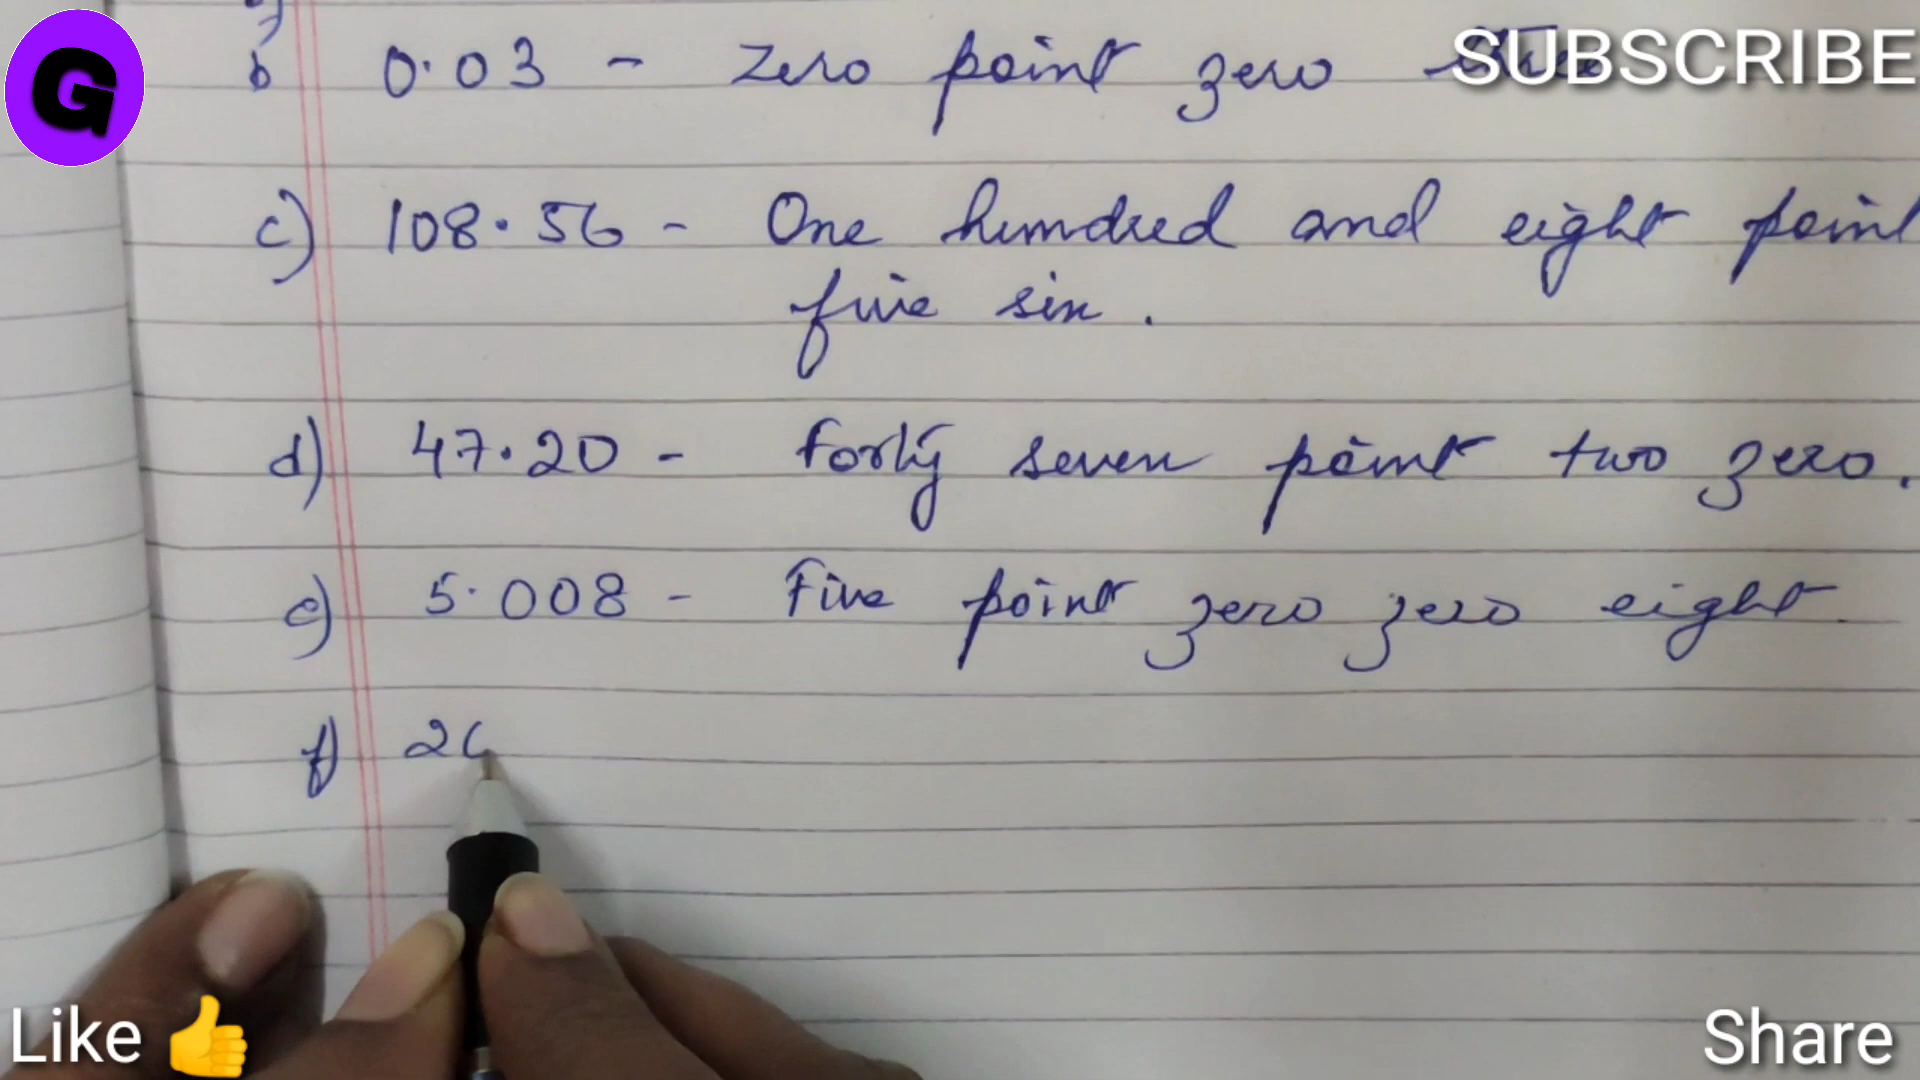 G
SUBSCRIBE
b 0.03 - Zero point zero
c) 108.56 - One hundred and eight point
five six.
d) 47.20 - Forty seven point two zero.
e) 5.008 - Five point zero zero eight.
f) 2
Like 👍
Share